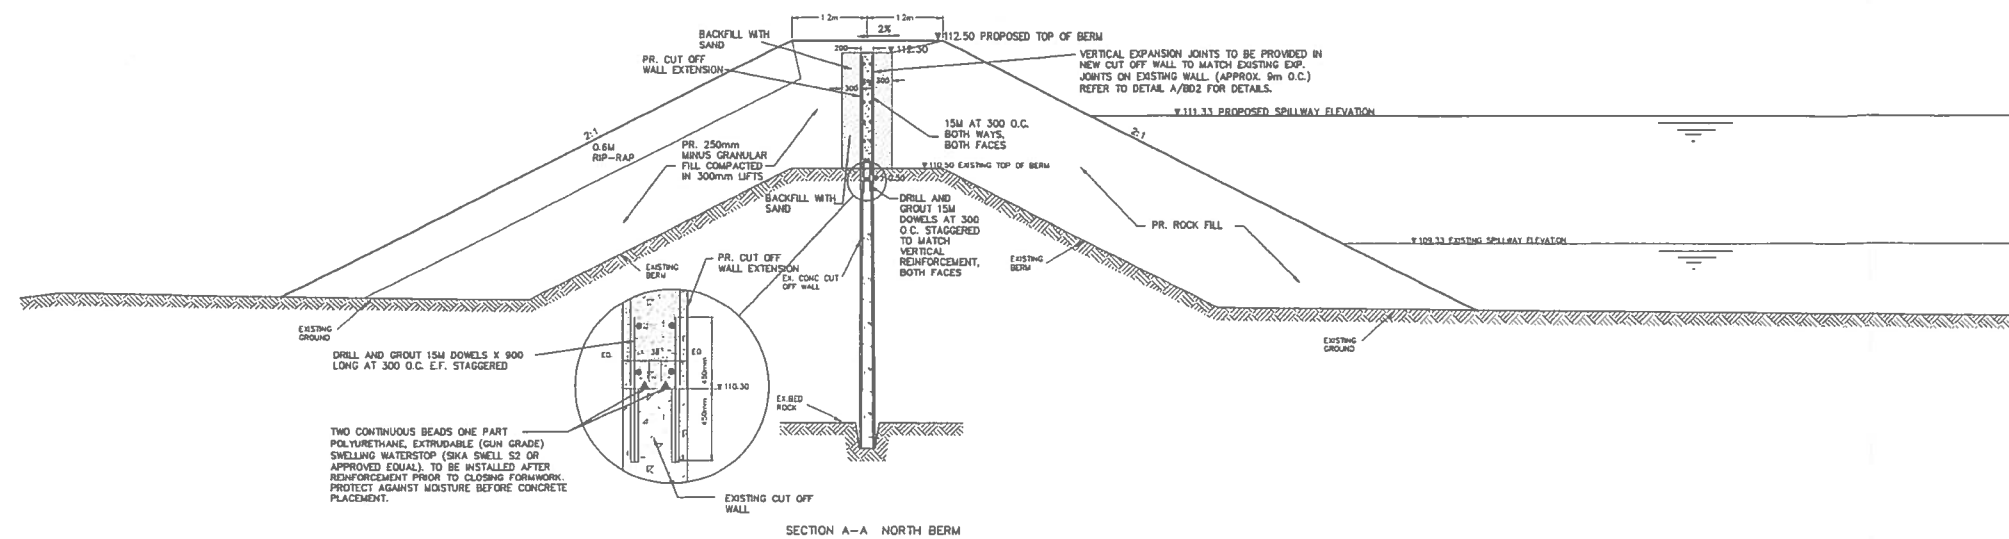 12m 12m
2%
BACKFILL WITH
SAND
112.50 PROPOSED TOP OF BERM
200
112.30
PR. CUT OFF
WALL EXTENSION
VERTICAL EXPANSION JOINTS TO BE PROVIDED IN
NEW CUT OFF WALL TO MATCH EXISTING EXP.
JOINTS ON EXISTING WALL (APPROX. 9m O.C.)
REFER TO DETAIL A/BD2 FOR DETAILS.
300
300
111.33 PROPOSED SPILLWAY ELEVATION
2:1
0.6M
RIP-RAP
15M AT 300 O.C.
BOTH WAYS,
BOTH FACES
2:1
PR. 250mm
MINUS GRANULAR
FILL COMPACTED
IN 300mm LIFTS
110.50 EXISTING TOP OF BERM
BACKFILL WITH
SAND
DRILL AND
GROUT 15M
DOWELS AT 300
O.C. STAGGERED
TO MATCH
VERTICAL
REINFORCEMENT,
BOTH FACES
PR. ROCK FILL
109.33 EXISTING SPILLWAY ELEVATION
EXISTING
BERM
PR. CUT OFF
WALL EXTENSION
EX. CONC CUT
OFF WALL
EXISTING
BERM
EXISTING
GROUND
EXISTING
GROUND
DRILL AND GROUT 15M DOWELS X 900
LONG AT 300 O.C. E.F. STAGGERED
EQ. EQ.
450mm
110.30
450mm
EX.BED
ROCK
TWO CONTINUOUS BEADS ONE PART
POLYURETHANE, EXTRUDABLE (GUN GRADE)
SWELLING WATERSTOP (SIKA SWELL S2 OR
APPROVED EQUAL). TO BE INSTALLED AFTER
REINFORCEMENT PRIOR TO CLOSING FORMWORK.
PROTECT AGAINST MOISTURE BEFORE CONCRETE
PLACEMENT.
EXISTING CUT OFF
WALL
SECTION A-A NORTH BERM